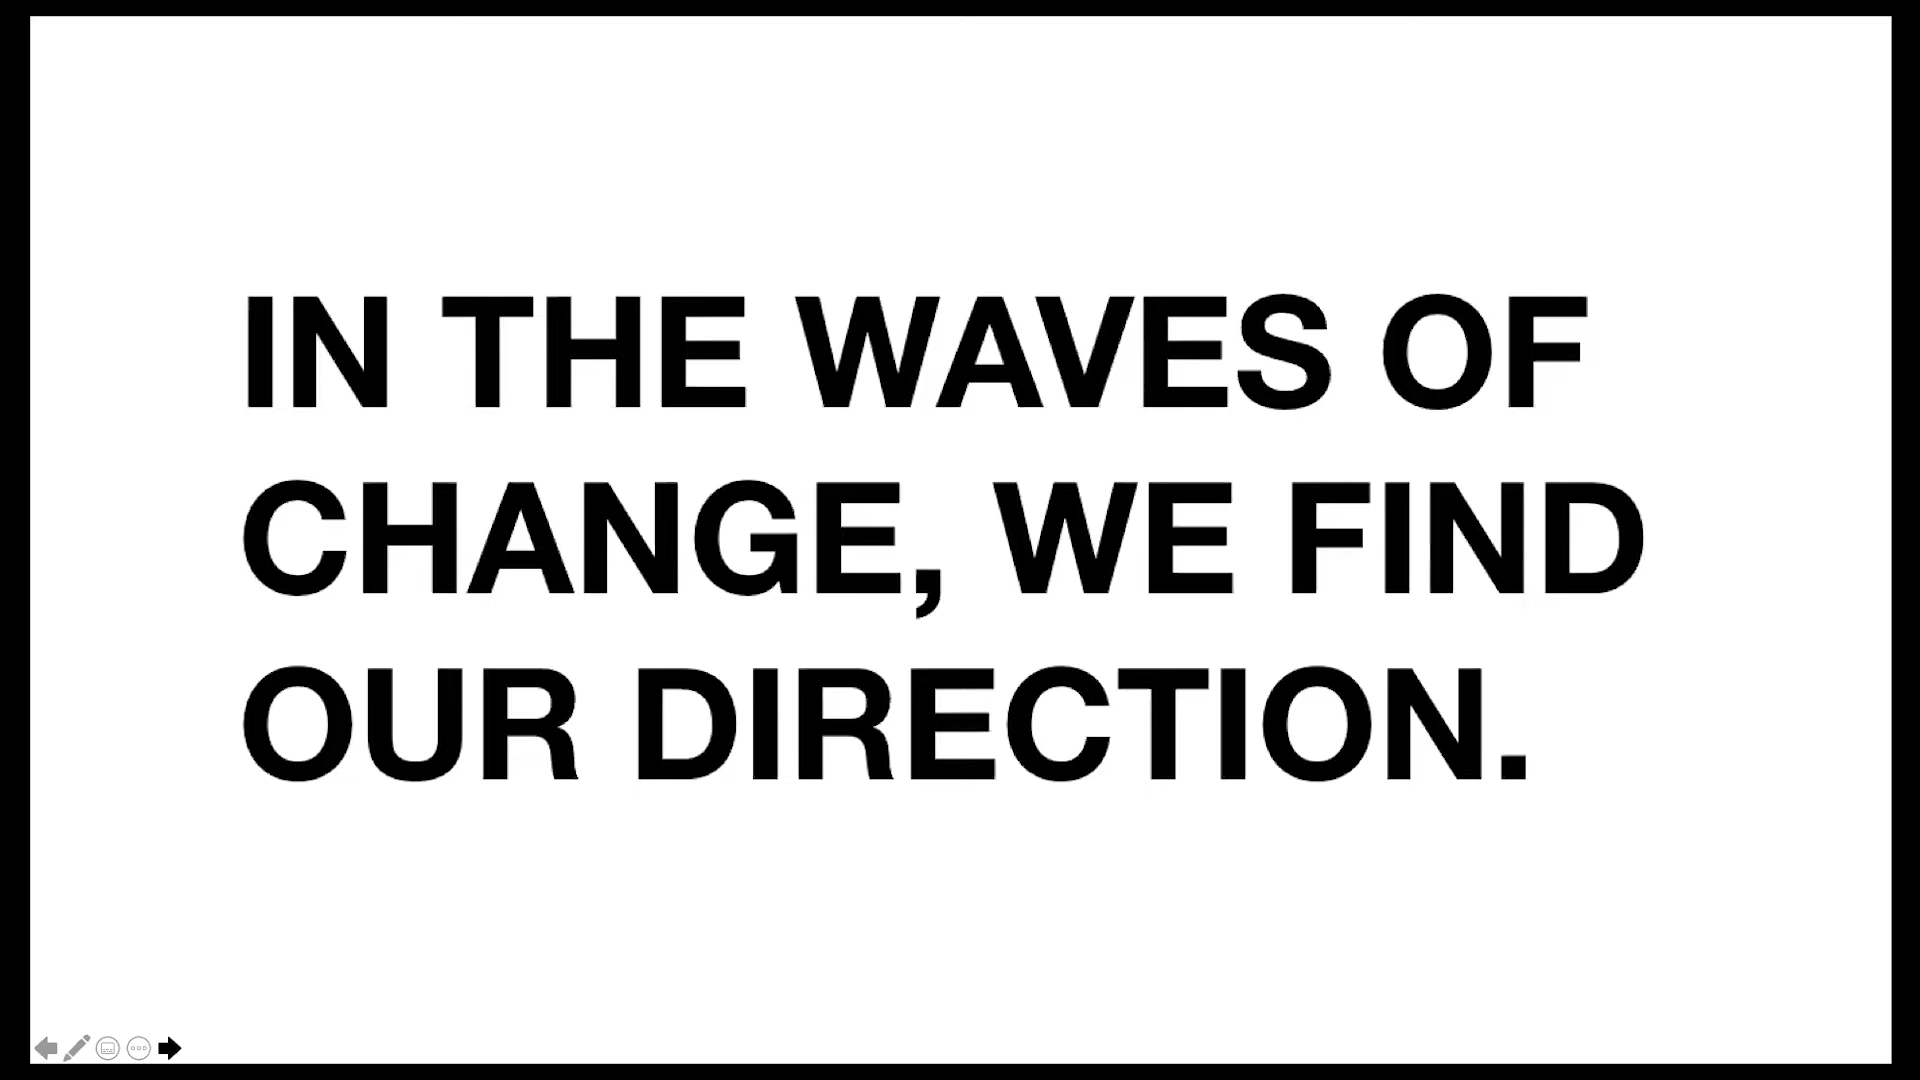 IN THE WAVES OF
CHANGE, WE FIND
OUR DIRECTION.